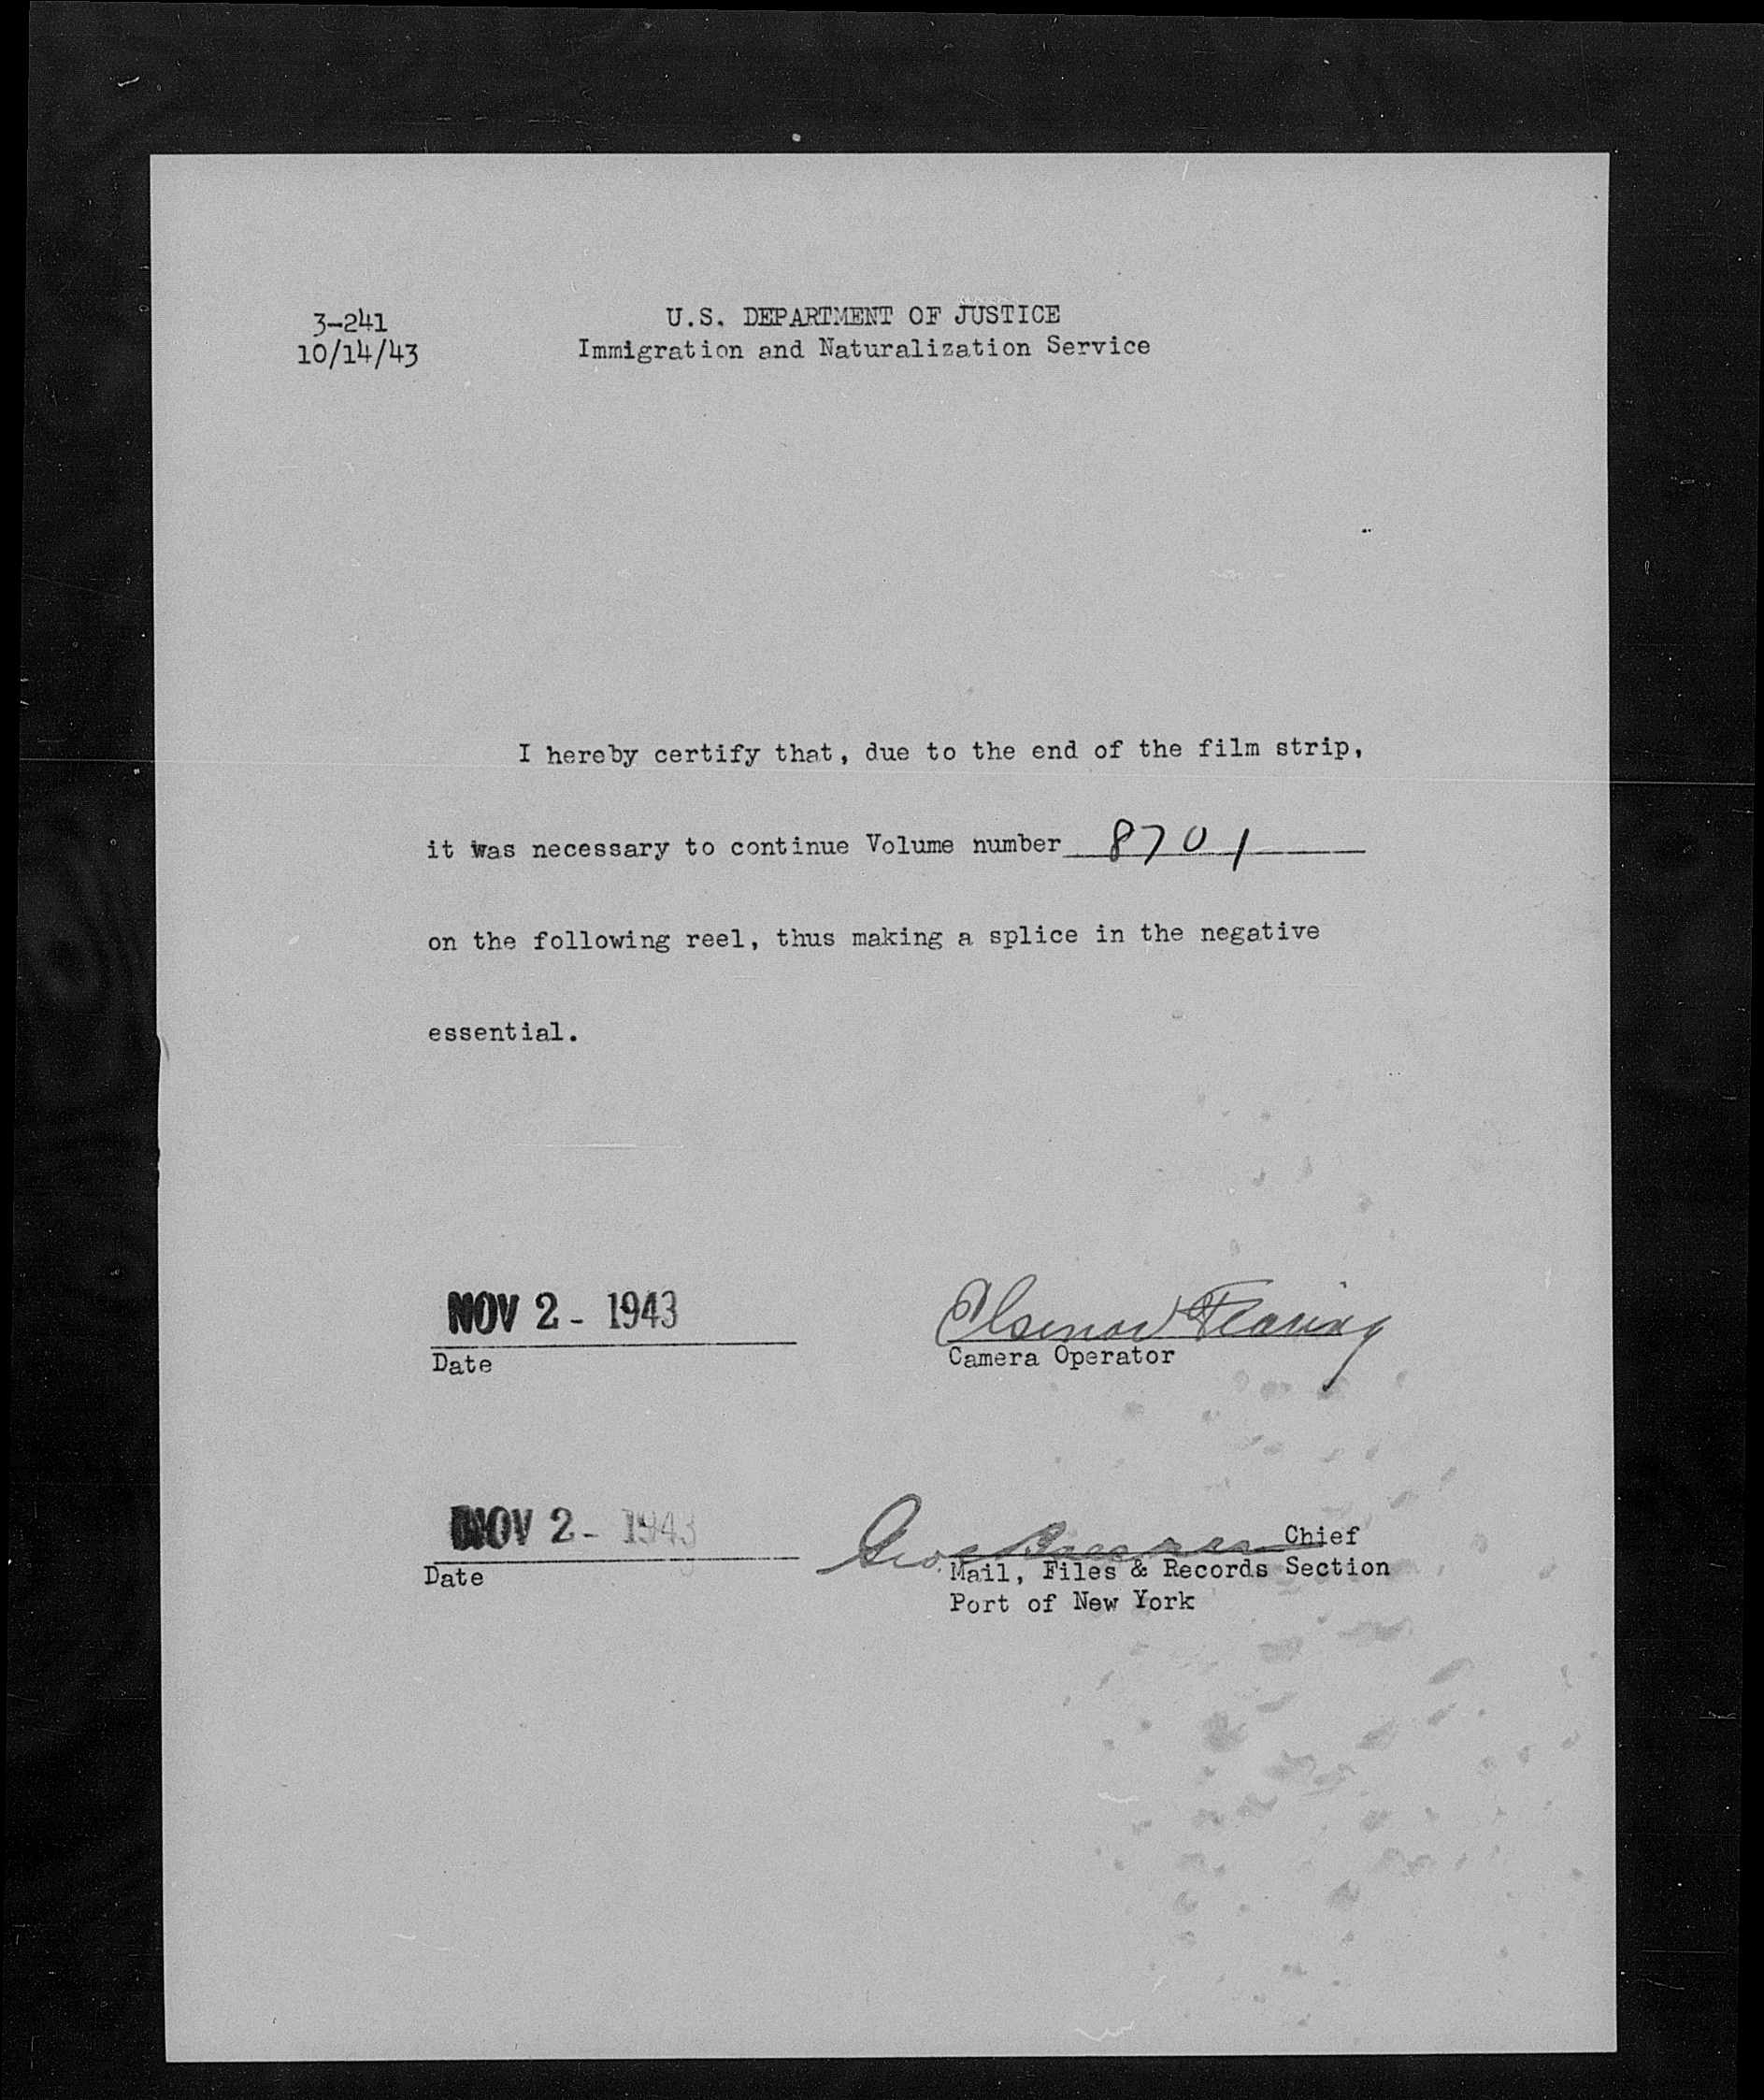 3-241
10/14/43
U.S. DEPARTMENT OF JUSTICE
Immigration and Naturalization Service
I hereby certify that, due to the end of the film strip,
it was necessary to continue Volume number 8701
on the following reel, thus making a splice in the negative
essential.
NOV 2 - 1943
Date
Camera Operator
NOV 2 - 1943
Date
Chief
Mail, Files & Records Section
Port of New York